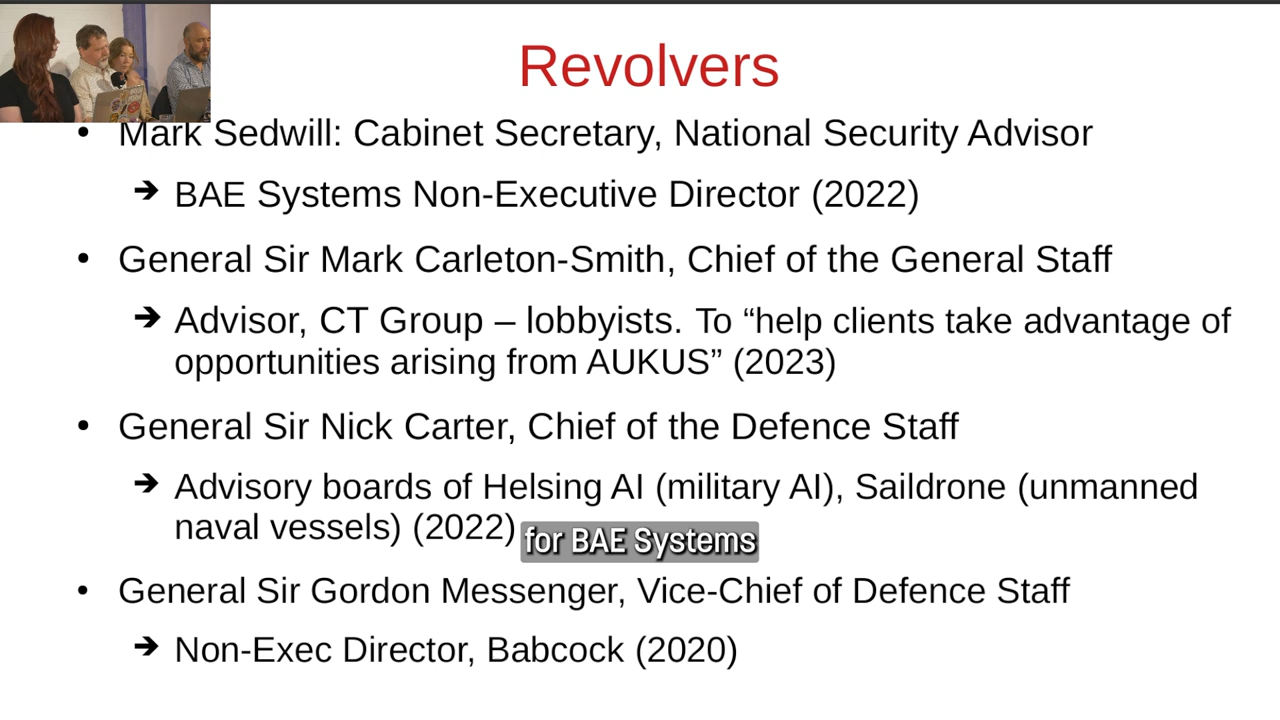 Revolvers
• Mark Sedwill: Cabinet Secretary, National Security Advisor
➔ BAE Systems Non-Executive Director (2022)
• General Sir Mark Carleton-Smith, Chief of the General Staff
➔ Advisor, CT Group – lobbyists. To “help clients take advantage of
opportunities arising from AUKUS” (2023)
• General Sir Nick Carter, Chief of the Defence Staff
➔ Advisory boards of Helsing AI (military AI), Saildrone (unmanned
naval vessels) (2022)
for BAE Systems
• General Sir Gordon Messenger, Vice-Chief of Defence Staff
➔ Non-Exec Director, Babcock (2020)